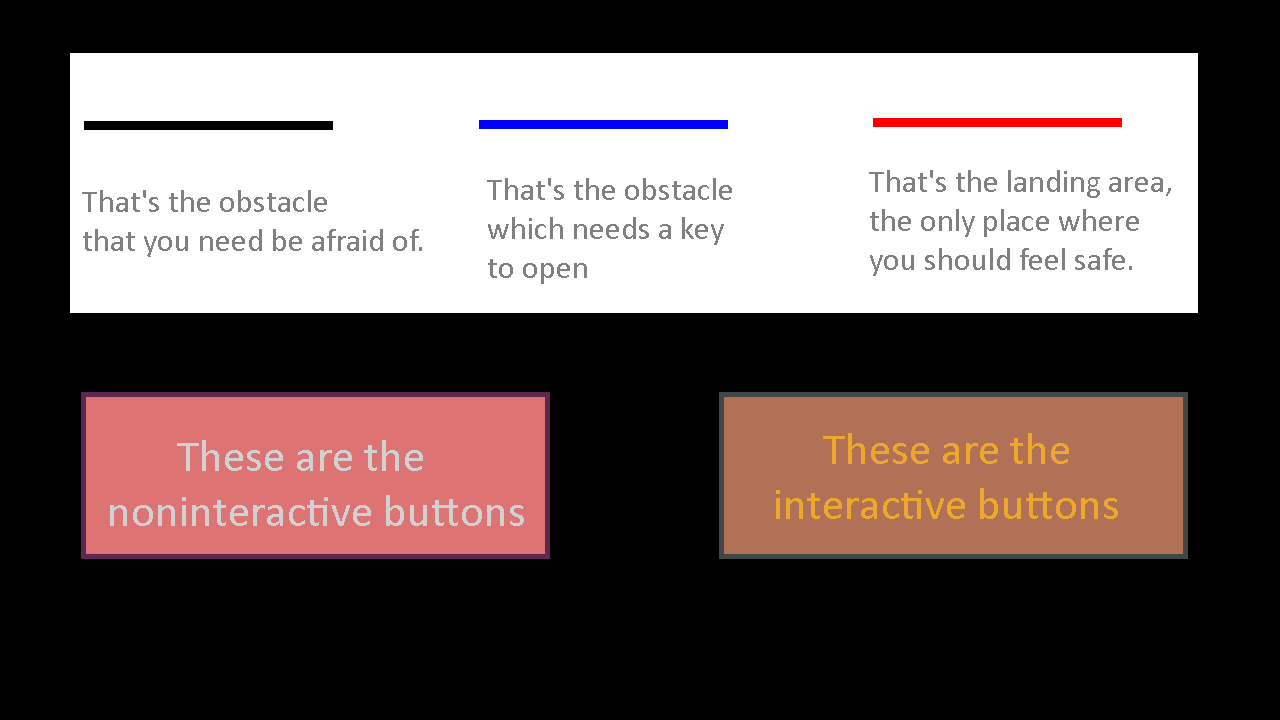 That's the obstacle
that you need be afraid of.
That's the obstacle
which needs a key
to open
That's the landing area,
the only place where
you should feel safe.
These are the
noninteractive buttons
These are the
interactive buttons